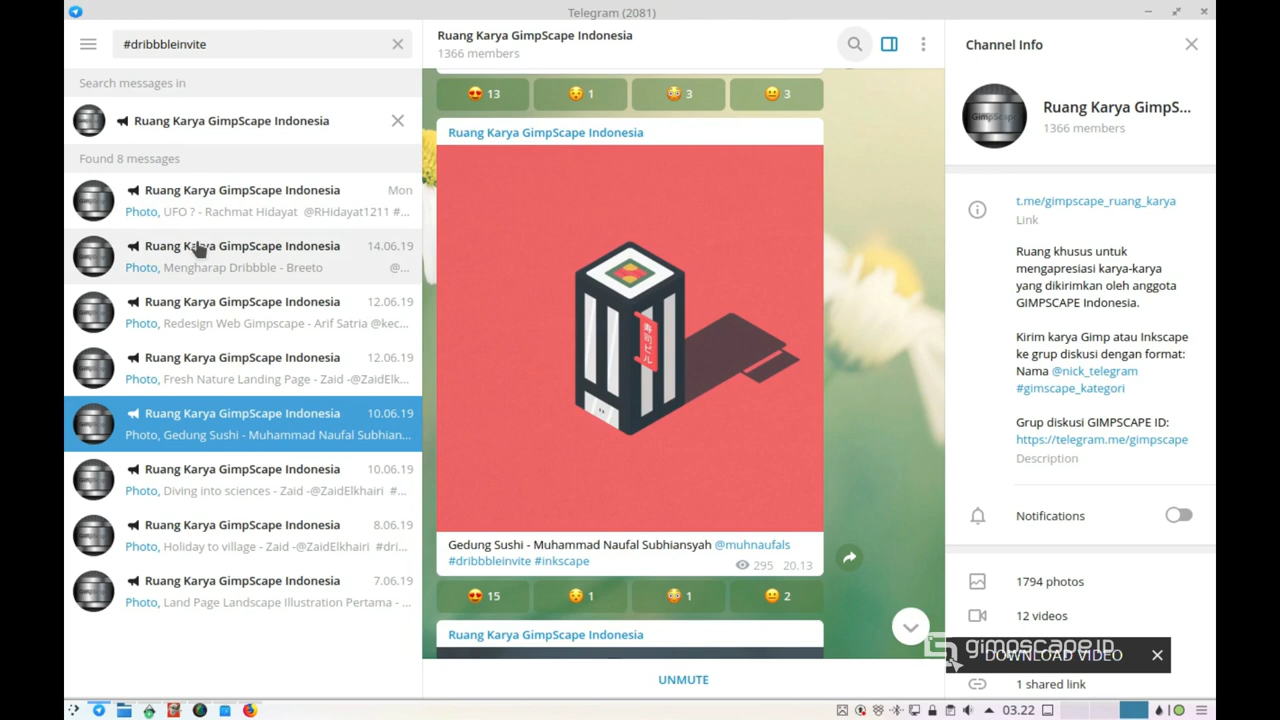 Telegram (2081)
#dribbbleinvite
Search messages in
Ruang Karya GimpScape Indonesia
Found 8 messages
Ruang Karya GimpScape Indonesia Mon
Photo, UFO ? - Rachmat Hidayat @RHidayat1211 #...
Ruang Karya GimpScape Indonesia 14.06.19
Photo, Mengharap Dribbble - Breeto @...
Ruang Karya GimpScape Indonesia 12.06.19
Photo, Redesign Web Gimpscape - Arif Satria @kec...
Ruang Karya GimpScape Indonesia 12.06.19
Photo, Fresh Nature Landing Page - Zaid -@ZaidElk...
Ruang Karya GimpScape Indonesia 10.06.19
Photo, Gedung Sushi - Muhammad Naufal Subhian...
Ruang Karya GimpScape Indonesia 10.06.19
Photo, Diving into sciences - Zaid -@ZaidElkhairi #...
Ruang Karya GimpScape Indonesia 8.06.19
Photo, Holiday to village - Zaid -@ZaidElkhairi #dri...
Ruang Karya GimpScape Indonesia 7.06.19
Photo, Land Page Landscape Illustration Pertama - ...
Ruang Karya GimpScape Indonesia
1366 members
13 1 3 3
Ruang Karya GimpScape Indonesia
寿司ビル
Gedung Sushi - Muhammad Naufal Subhiansyah @muhnaufals
#dribbbleinvite #inkscape
295 20.13
15 1 1 2
Ruang Karya GimpScape Indonesia
UNMUTE
Channel Info
Ruang Karya GimpS...
1366 members
t.me/gimpscape_ruang_karya
Link
Ruang khusus untuk
mengapresiasi karya-karya
yang dikirimkan oleh anggota
GIMPSCAPE Indonesia.
Kirim karya Gimp atau Inkscape
ke grup diskusi dengan format:
Nama @nick_telegram
#gimscape_kategori
Grup diskusi GIMPSCAPE ID:
https://telegram.me/gimpscape
Description
Notifications
1794 photos
12 videos
gimpscape.ID
DOWNLOAD VIDEO
1 shared link
03.22